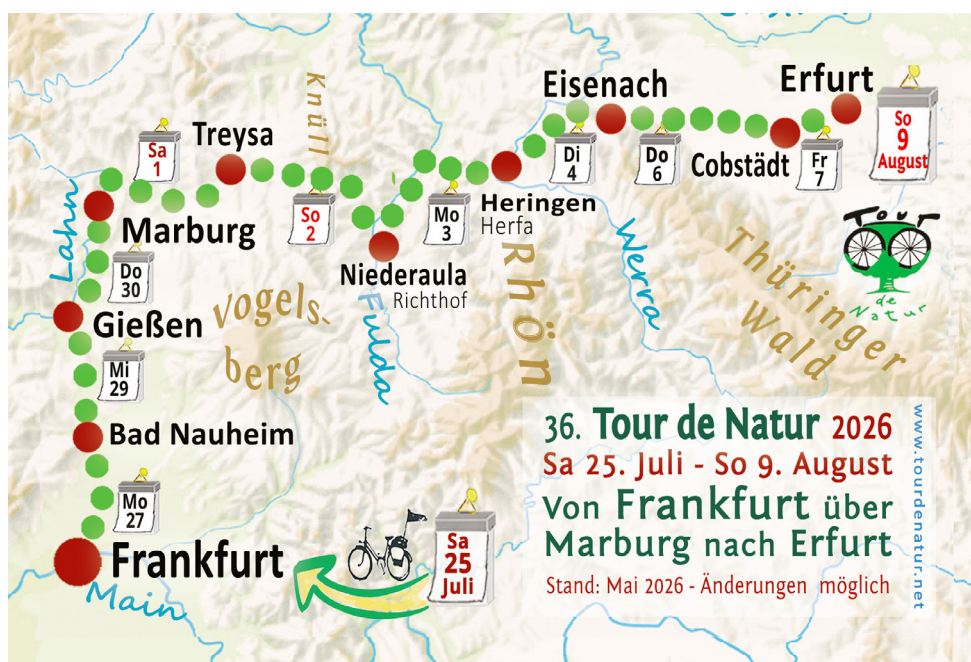 Eisenach
Erfurt
Knüll
Treysa
Sa
1
Di
4
Do
6
Cobstädt
Fr
7
So
9
August
Lahn
Marburg
So
2
Mo
3
Heringen
Herfa
Tour
de
Natur
Do
30
Niederaula
Richthof
Werra
Thüringer
Wald
Gießen
Vogels-
berg
Fulda
Rhön
Mi
29
Bad Nauheim
Mo
27
Frankfurt
Main
Sa
25
Juli
36. Tour de Natur 2026
Sa 25. Juli - So 9. August
Von Frankfurt über
Marburg nach Erfurt
Stand: Mai 2026 - Änderungen möglich
www.tourdenatur.net